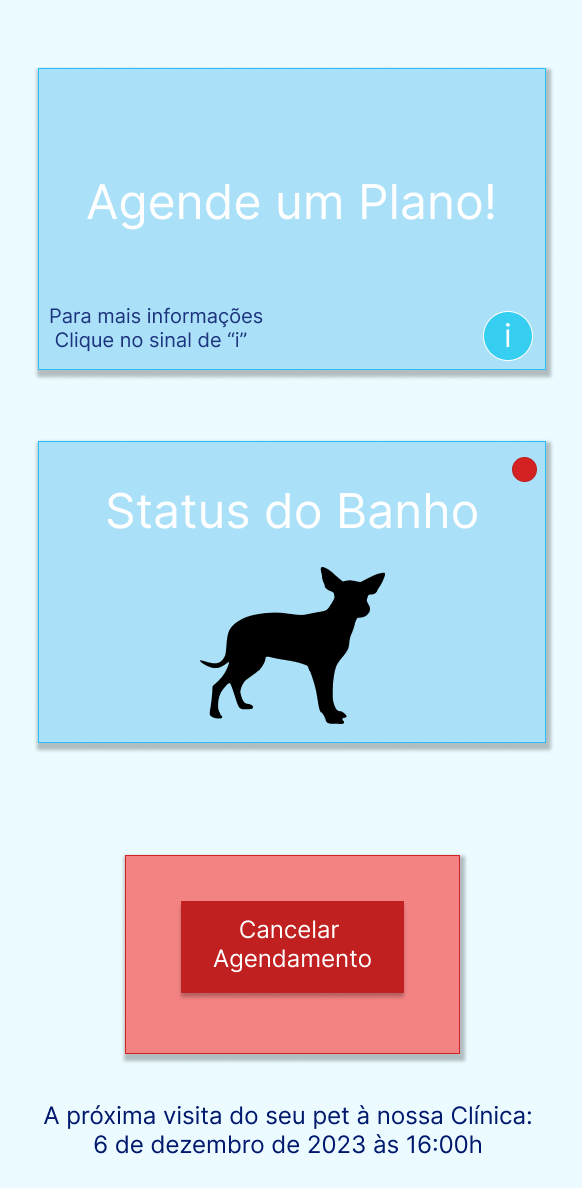 Agende um Plano!
Para mais informações
Clique no sinal de “i”
i
Status do Banho
Cancelar
Agendamento
A próxima visita do seu pet à nossa Clínica:
6 de dezembro de 2023 às 16:00h